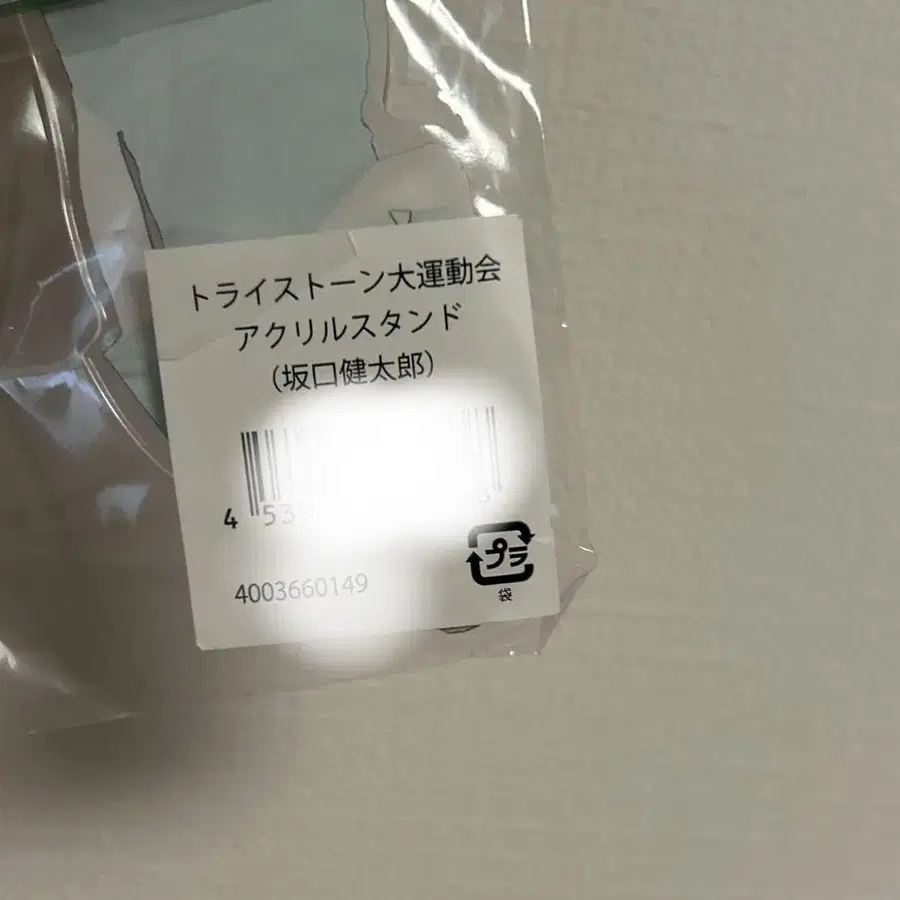 トライストーン大運動会
アクリルスタンド
（坂口健太郎）
4 53
4003660149
プラ
袋